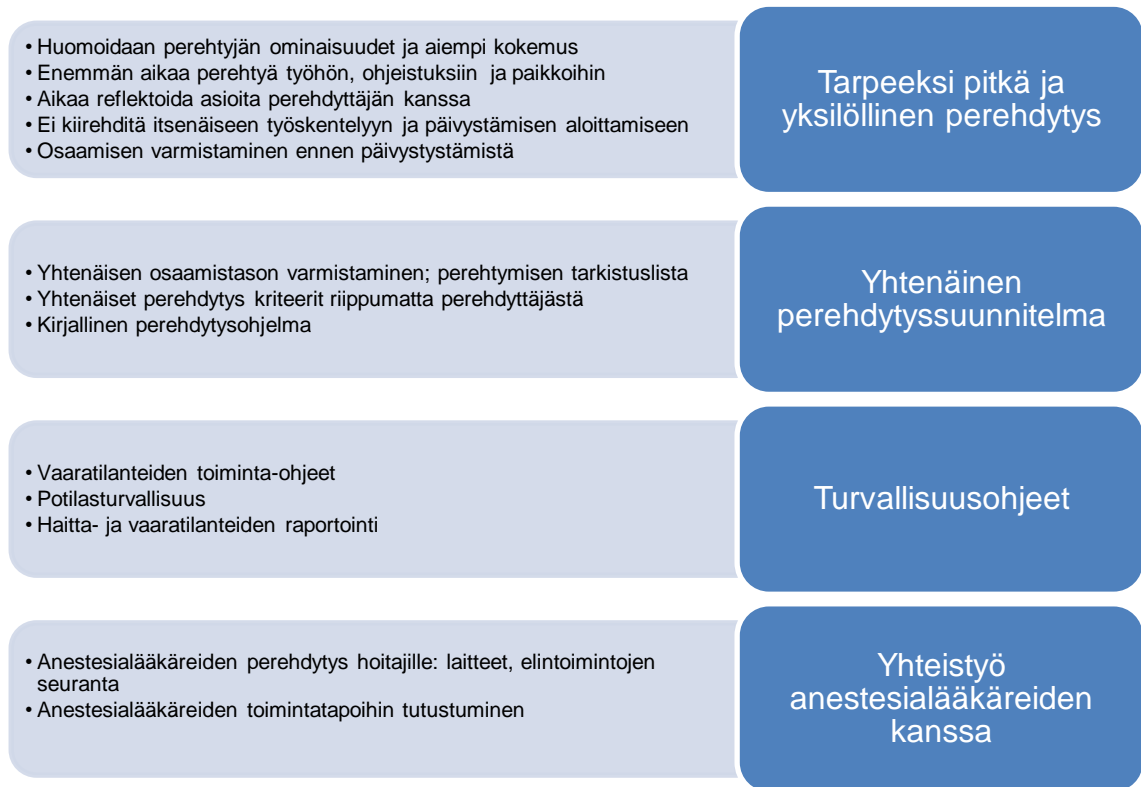 • Huomoidaan perehtyjän ominaisuudet ja aiempi kokemus
• Enemmän aikaa perehtyä työhön, ohjeistuksiin ja paikkoihin
• Aikaa reflektoida asioita perehdyttäjän kanssa
• Ei kiirehditä itsenäiseen työskentelyyn ja päivystämisen aloittamiseen
• Osaamisen varmistaminen ennen päivystystämistä
Tarpeeksi pitkä ja
yksilöllinen perehdytys
• Yhtenäisen osaamistason varmistaminen; perehtymisen tarkistuslista
• Yhtenäiset perehdytys kriteerit riippumatta perehdyttäjästä
• Kirjallinen perehdytysohjelma
Yhtenäinen
perehdytyssuunnitelma
• Vaaratilanteiden toiminta-ohjeet
• Potilasturvallisuus
• Haitta- ja vaaratilanteiden raportointi
Turvallisuusohjeet
• Anestesialääkäreiden perehdytys hoitajille: laitteet, elintoimintojen
seuranta
• Anestesialääkäreiden toimintatapoihin tutustuminen
Yhteistyö
anestesialääkäreiden
kanssa